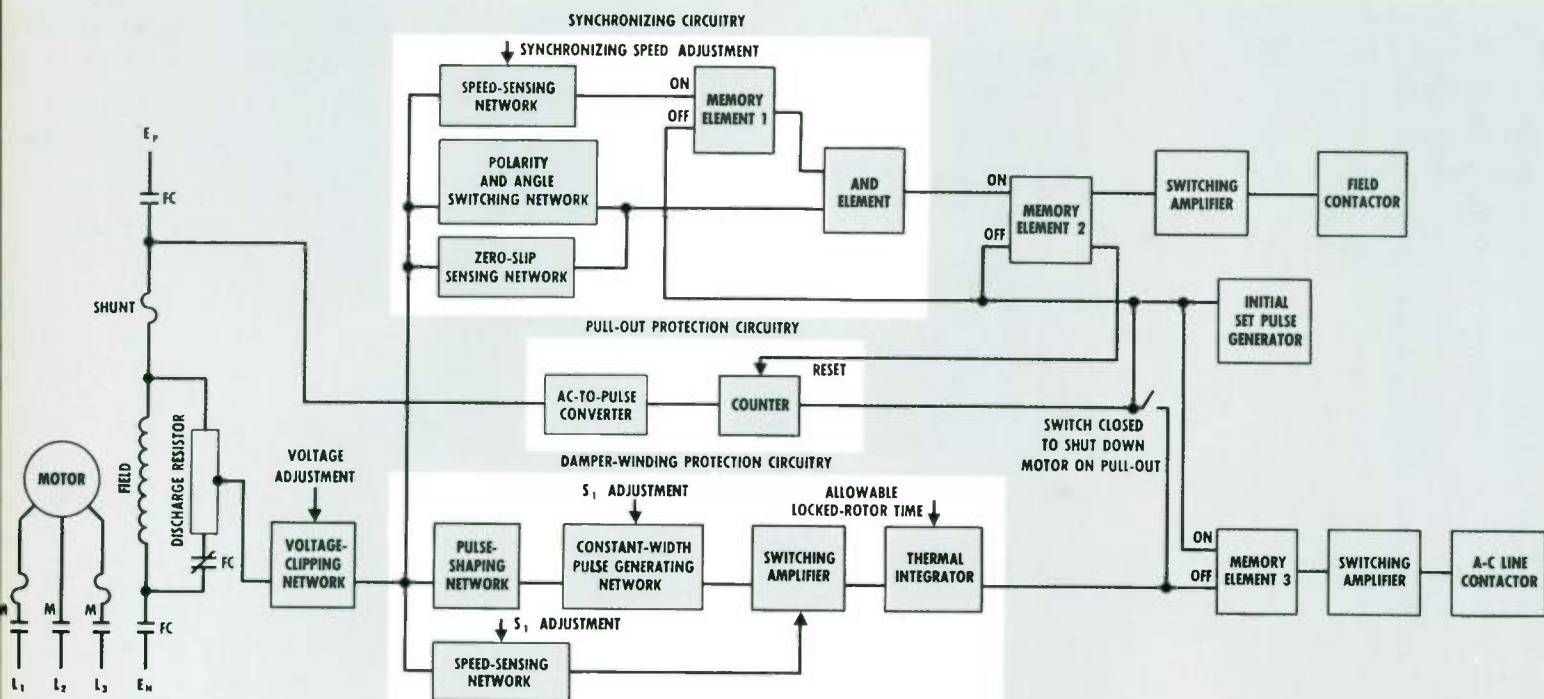 SYNCHRONIZING CIRCUITRY
SYNCHRONIZING SPEED ADJUSTMENT
SPEED-SENSING
NETWORK
ON
OFF
MEMORY
ELEMENT 1
POLARITY
AND ANGLE
SWITCHING NETWORK
ZERO-SLIP
SENSING NETWORK
AND
ELEMENT
ON
OFF
MEMORY
ELEMENT 2
SWITCHING
AMPLIFIER
FIELD
CONTACTOR
INITIAL
SET PULSE
GENERATOR
EP
FC
SHUNT
PULL-OUT PROTECTION CIRCUITRY
RESET
AC-TO-PULSE
CONVERTER
COUNTER
SWITCH CLOSED
TO SHUT DOWN
MOTOR ON PULL-OUT
MOTOR
FIELD
DISCHARGE RESISTOR
FC
FC
M
M
M
L1
L2
L3
EN
VOLTAGE
ADJUSTMENT
VOLTAGE-
CLIPPING
NETWORK
DAMPER-WINDING PROTECTION CIRCUITRY
S1 ADJUSTMENT
ALLOWABLE
LOCKED-ROTOR TIME
PULSE-
SHAPING
NETWORK
CONSTANT-WIDTH
PULSE GENERATING
NETWORK
SWITCHING
AMPLIFIER
THERMAL
INTEGRATOR
S1 ADJUSTMENT
SPEED-SENSING
NETWORK
ON
OFF
MEMORY
ELEMENT 3
SWITCHING
AMPLIFIER
A-C LINE
CONTACTOR